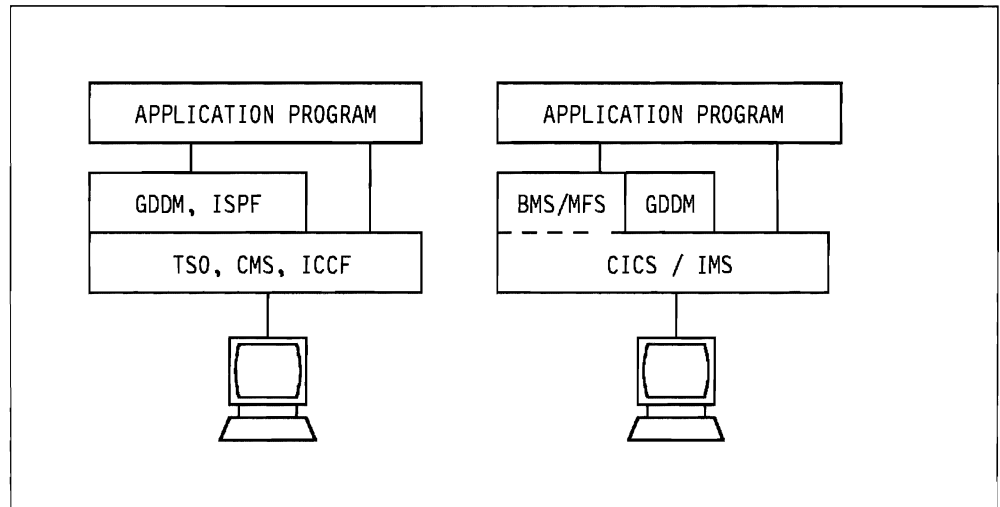 APPLICATION PROGRAM
GDDM, ISPF
TSO, CMS, ICCF
APPLICATION PROGRAM
BMS/MFS
GDDM
CICS / IMS